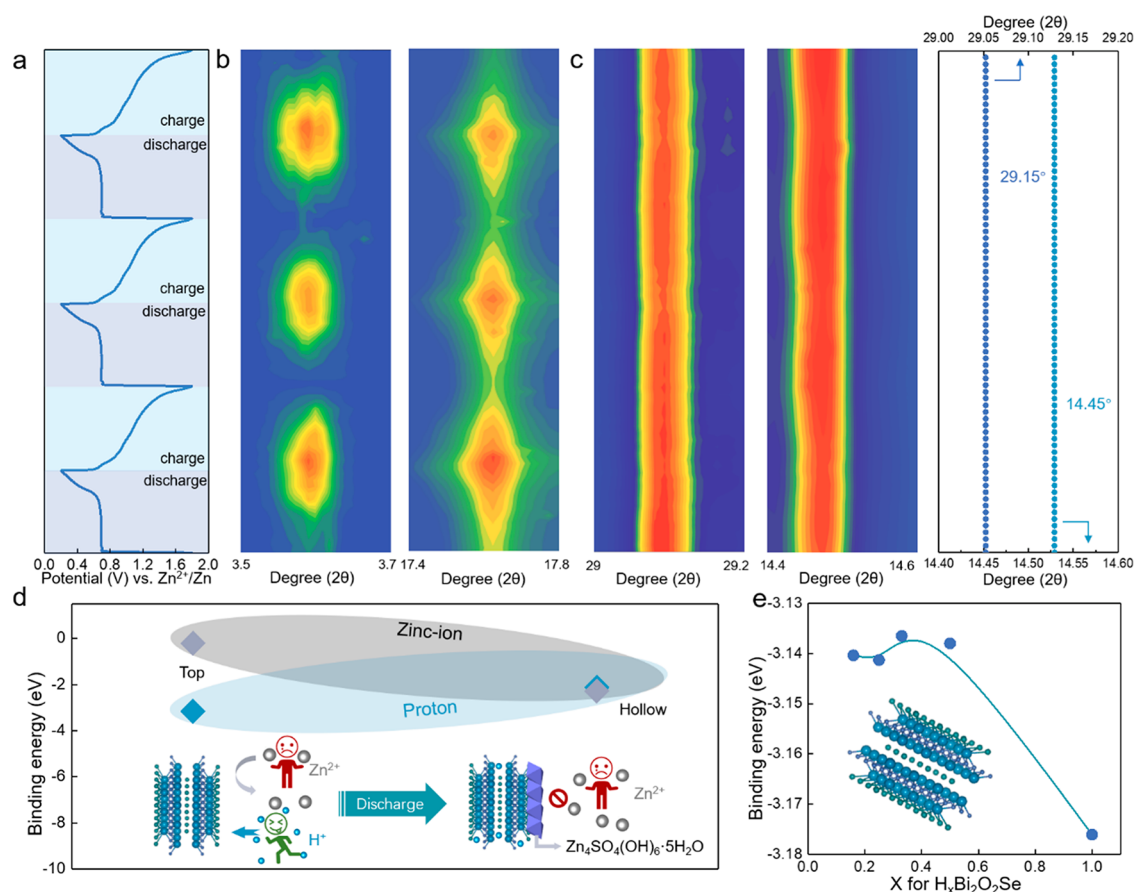 a
charge
discharge
charge
discharge
charge
discharge
0.0
0.4
0.8
1.2
1.6
2.0
Potential (V) vs. Zn²⁺/Zn
b
3.5
3.7
Degree (2θ)
17.4
17.8
Degree (2θ)
c
29
29.2
Degree (2θ)
14.4
14.6
Degree (2θ)
Degree (2θ)
29.00
29.05
29.10
29.15
29.20
29.15°
14.45°
14.40
14.45
14.50
14.55
14.60
Degree (2θ)
d
Binding energy (eV)
0
-2
-4
-6
-8
-10
Zinc-ion
Top
Proton
Hollow
Zn²⁺
H⁺
Discharge
Zn²⁺
Zn₄SO₄(OH)₆·5H₂O
e
Binding energy (eV)
-3.13
-3.14
-3.15
-3.16
-3.17
-3.18
0.0
0.2
0.4
0.6
0.8
1.0
X for HₓBi₂O₂Se